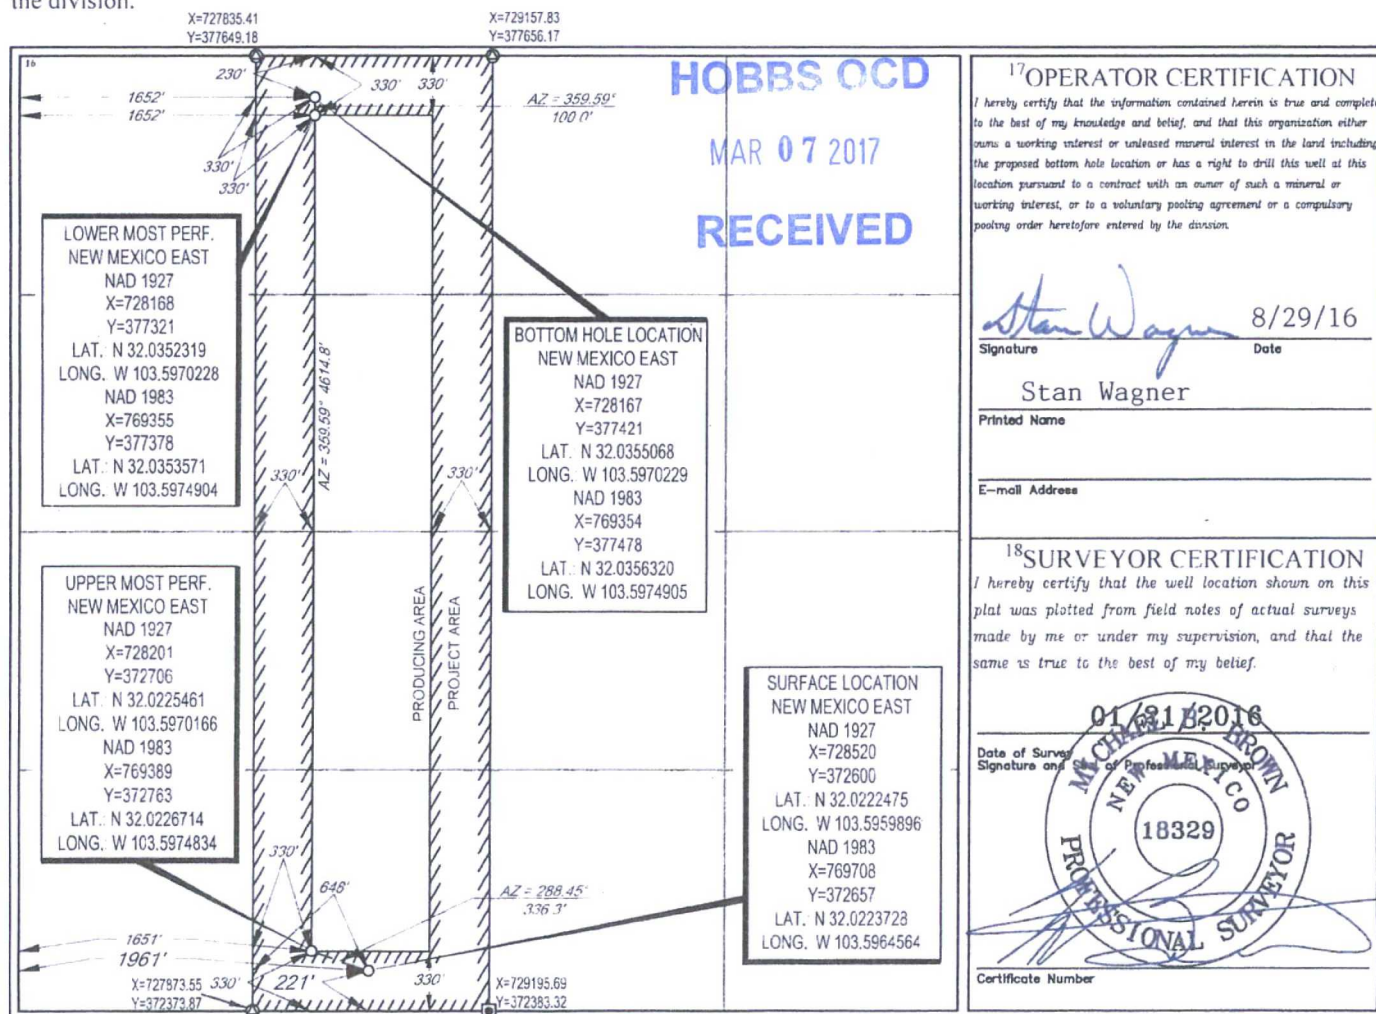 the division.
X=727835.41
Y=377649.18
X=729157.83
Y=377656.17
16
230'
330'
330'
1652'
1652'
AZ = 359.59°
100.0'
330'
330'
HOBBS OCD
MAR 07 2017
RECEIVED
LOWER MOST PERF.
NEW MEXICO EAST
NAD 1927
X=728168
Y=377321
LAT.: N 32.0352319
LONG. W 103.5970228
NAD 1983
X=769355
Y=377378
LAT.: N 32.0353571
LONG. W 103.5974904
BOTTOM HOLE LOCATION
NEW MEXICO EAST
NAD 1927
X=728167
Y=377421
LAT.: N 32.0355068
LONG.: W 103.5970229
NAD 1983
X=769354
Y=377478
LAT.: N 32.0356320
LONG. W 103.5974905
AZ = 359.59° 4614.8'
330'
330'
PRODUCING AREA
PROJECT AREA
UPPER MOST PERF.
NEW MEXICO EAST
NAD 1927
X=728201
Y=372706
LAT.: N 32.0225461
LONG. W 103.5970166
NAD 1983
X=769389
Y=372763
LAT.: N 32.0226714
LONG. W 103.5974834
SURFACE LOCATION
NEW MEXICO EAST
NAD 1927
X=728520
Y=372600
LAT.: N 32.0222475
LONG. W 103.5959896
NAD 1983
X=769708
Y=372657
LAT.: N 32.0223728
LONG. W 103.5964564
330'
648'
AZ = 288.45°
336.3'
1651'
1961'
330'
221'
330'
X=727873.55
Y=372373.87
X=729195.69
Y=372383.32
17 OPERATOR CERTIFICATION
I hereby certify that the information contained herein is true and complete
to the best of my knowledge and belief, and that this organization either
owns a working interest or unleased mineral interest in the land including
the proposed bottom hole location or has a right to drill this well at this
location pursuant to a contract with an owner of such a mineral or
working interest, or to a voluntary pooling agreement or a compulsory
pooling order heretofore entered by the division.
Stan Wagner 8/29/16
Signature Date
Stan Wagner
Printed Name
E-mail Address
18 SURVEYOR CERTIFICATION
I hereby certify that the well location shown on this
plat was plotted from field notes of actual surveys
made by me or under my supervision, and that the
same is true to the best of my belief.
01/21/2016
Date of Survey
Signature and Seal of Professional Surveyor
MICHAEL B. BROWN
NEW MEXICO
18329
PROFESSIONAL SURVEYOR
Certificate Number